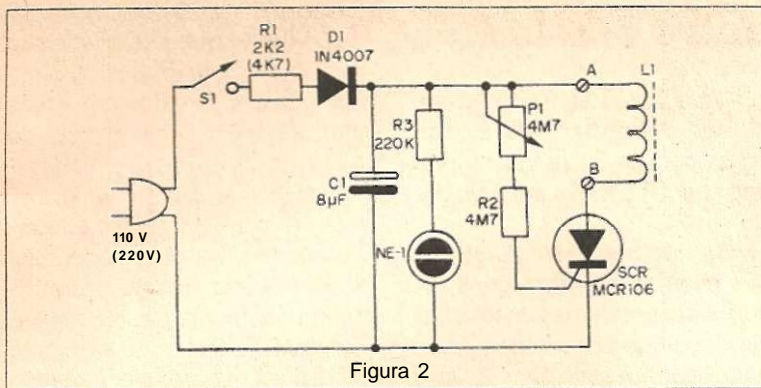 R1
2K2
(4K7)
D1
1N4007
S1
A
L1
P1
4M7
R3
220K
C1
8µF
B
R2
4M7
110 V
(220V)
NE-1
SCR
MCR106
Figura 2